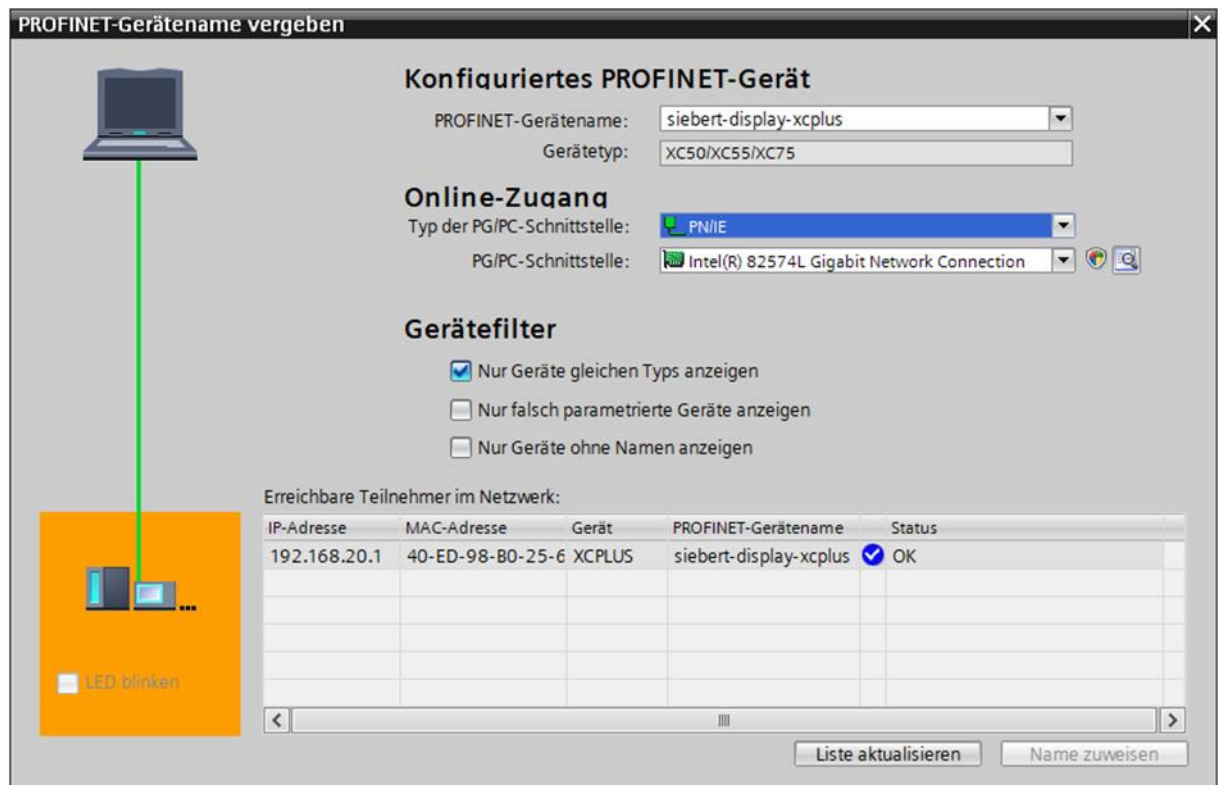 PROFINET-Gerätename vergeben
Konfiguriertes PROFINET-Gerät
PROFINET-Gerätename: siebert-display-xcplus
Gerätetyp: XC50/XC55/XC75
Online-Zugang
Typ der PG/PC-Schnittstelle: PN/IE
PG/PC-Schnittstelle: Intel(R) 82574L Gigabit Network Connection
Gerätefilter
Nur Geräte gleichen Typs anzeigen
Nur falsch parametrierte Geräte anzeigen
Nur Geräte ohne Namen anzeigen
Erreichbare Teilnehmer im Netzwerk:
IP-Adresse MAC-Adresse Gerät PROFINET-Gerätename Status
192.168.20.1 40-ED-98-B0-25-6 XCPLUS siebert-display-xcplus OK
LED blinken
Liste aktualisieren Name zuweisen